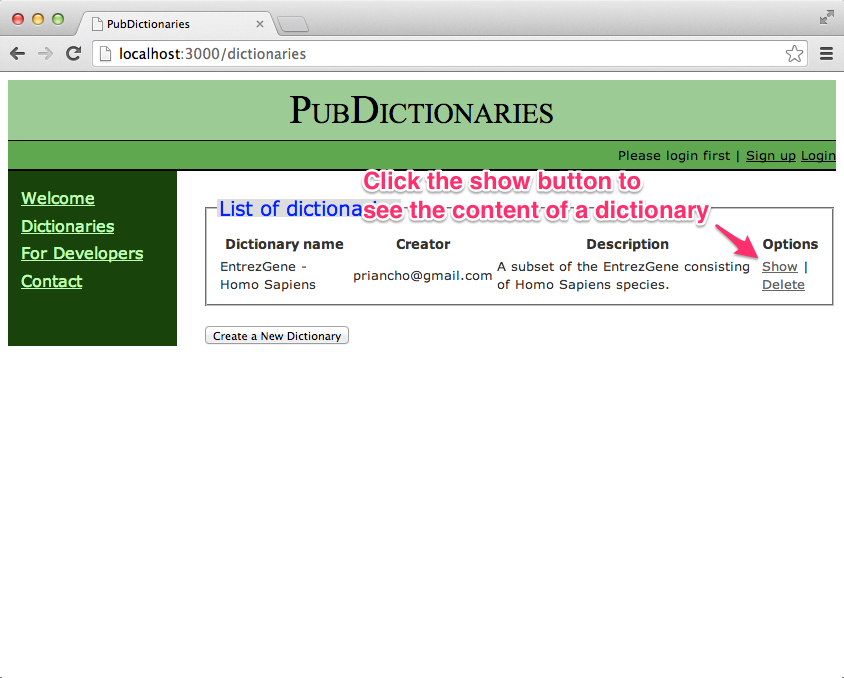 PubDictionaries
localhost:3000/dictionaries
PUBDICTIONARIES
Please login first | Sign up Login
Welcome
Dictionaries
For Developers
Contact
Click the show button to
see the content of a dictionary
List of
Dictionary name Creator Description Options
EntrezGene -
Homo Sapiens
priancho@gmail.com
A subset of the EntrezGene consisting
of Homo Sapiens species.
Show |
Delete
Create a New Dictionary